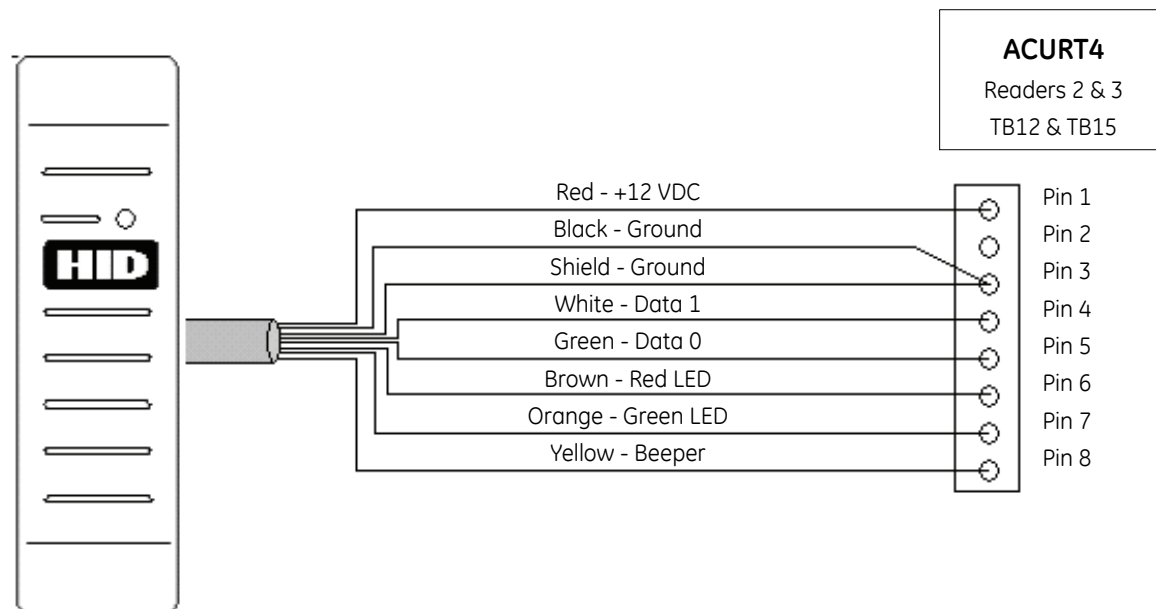 ACURT4
Readers 2 & 3
TB12 & TB15
HID
Red - +12 VDC
Black - Ground
Shield - Ground
White - Data 1
Green - Data 0
Brown - Red LED
Orange - Green LED
Yellow - Beeper
Pin 1
Pin 2
Pin 3
Pin 4
Pin 5
Pin 6
Pin 7
Pin 8